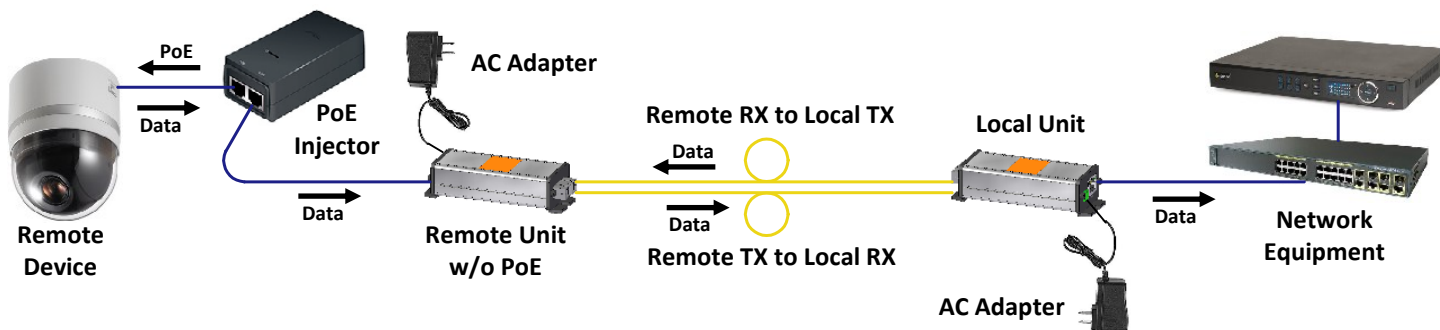 PoE
Data
Remote
Device
PoE
Injector
Data
AC Adapter
Remote Unit
w/o PoE
Remote RX to Local TX
Data
Data
Remote TX to Local RX
Local Unit
AC Adapter
Data
Network
Equipment